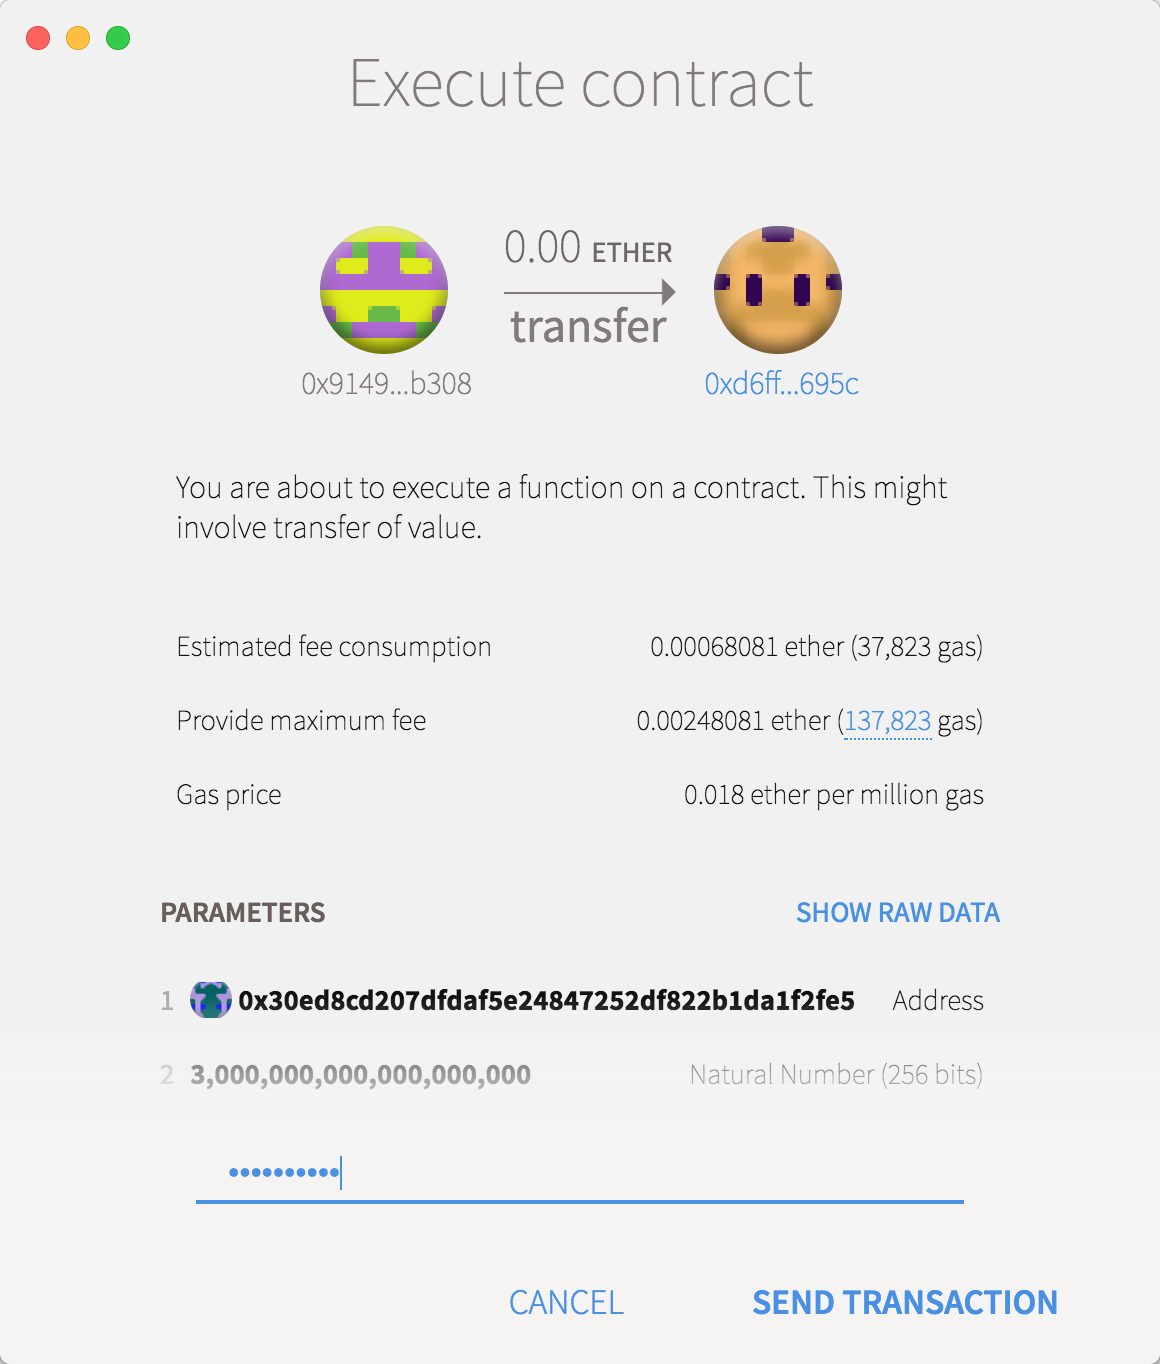 Execute contract
0.00 ETHER
transfer
0x9149...b308
0xd6ff...695c
You are about to execute a function on a contract. This might
involve transfer of value.
Estimated fee consumption 0.00068081 ether (37,823 gas)
Provide maximum fee 0.00248081 ether (137,823 gas)
Gas price 0.018 ether per million gas
PARAMETERS SHOW RAW DATA
1 0x30ed8cd207dfdaf5e24847252df822b1da1f2fe5 Address
2 3,000,000,000,000,000,000 Natural Number (256 bits)
••••••••••
CANCEL SEND TRANSACTION